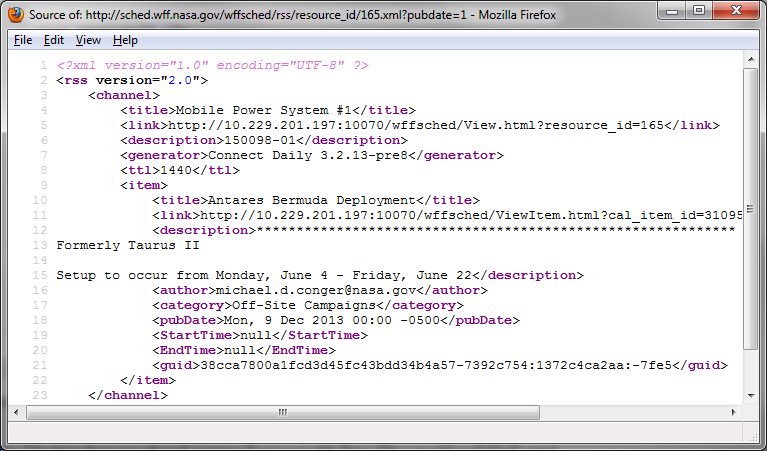 Source of: http://sched.wff.nasa.gov/wffsched/rss/resource_id/165.xml?pubdate=1 - Mozilla Firefox
File Edit View Help
1 <?xml version="1.0" encoding="UTF-8" ?>
2 <rss version="2.0">
3 <channel>
4 <title>Mobile Power System #1</title>
5 <link>http://10.229.201.197:10070/wffsched/View.html?resource_id=165</link>
6 <description>150098-01</description>
7 <generator>Connect Daily 3.2.13-pre8</generator>
8 <ttl>1440</ttl>
9 <item>
10 <title>Antares Bermuda Deployment</title>
11 <link>http://10.229.201.197:10070/wffsched/ViewItem.html?cal_item_id=31095
12 <description>************************************************************
13 Formerly Taurus II
14
15 Setup to occur from Monday, June 4 - Friday, June 22</description>
16 <author>michael.d.conger@nasa.gov</author>
17 <category>Off-Site Campaigns</category>
18 <pubDate>Mon, 9 Dec 2013 00:00 -0500</pubDate>
19 <StartTime>null</StartTime>
20 <EndTime>null</EndTime>
21 <guid>38cca7800a1fcd3d45fc43bdd34b4a57-7392c754:1372c4ca2aa:-7fe5</guid>
22 </item>
23 </channel>